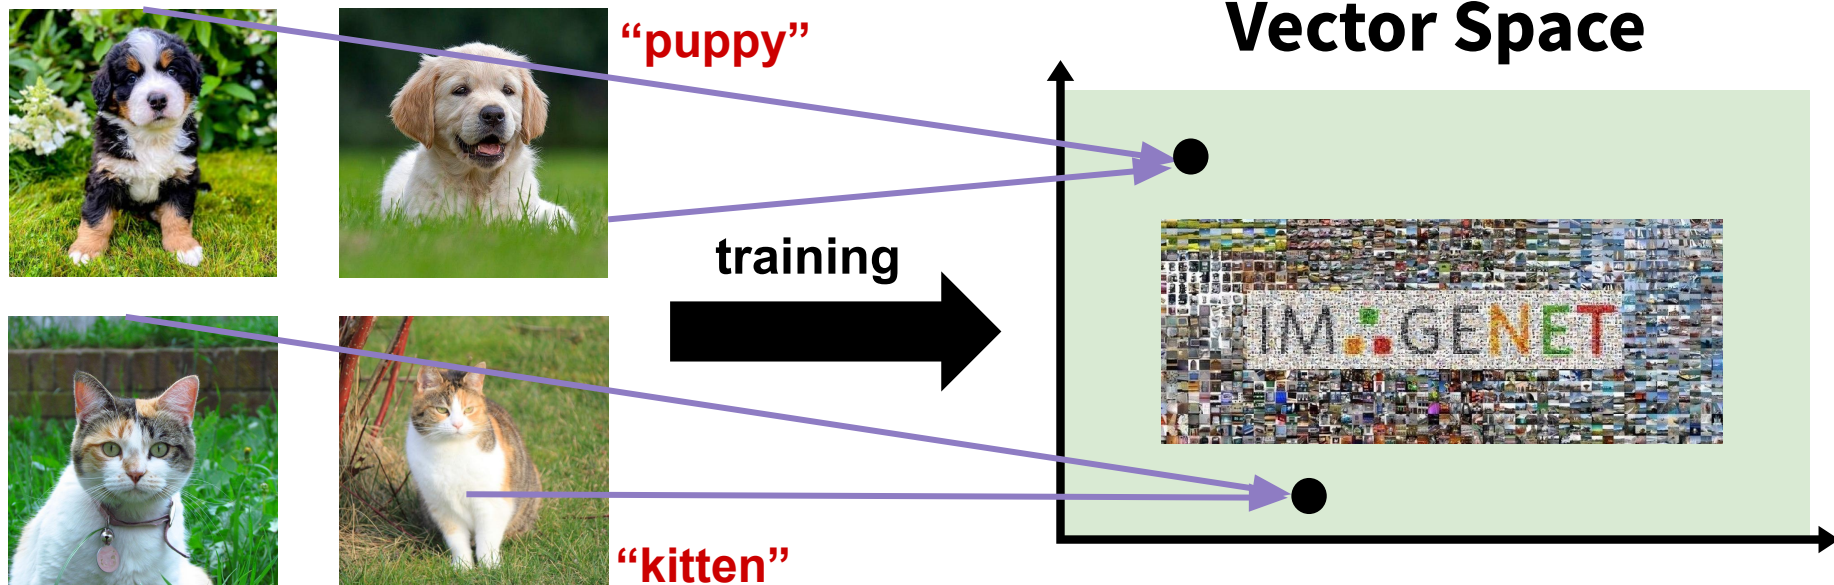 Vector Space
“puppy”
training
IMAGENET
“kitten”